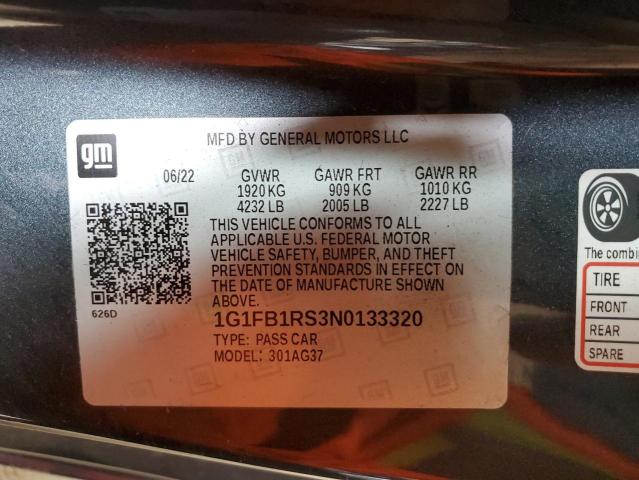 gm
MFD BY GENERAL MOTORS LLC
06/22 GVWR GAWR FRT GAWR RR
1920 KG 909 KG 1010 KG
4232 LB 2005 LB 2227 LB
THIS VEHICLE CONFORMS TO ALL
APPLICABLE U.S. FEDERAL MOTOR
VEHICLE SAFETY, BUMPER, AND THEFT
PREVENTION STANDARDS IN EFFECT ON
THE DATE OF MANUFACTURE SHOWN
ABOVE.
626D
1G1FB1RS3N0133320
TYPE: PASS CAR
MODEL: 301AG37
The combi
TIRE
FRONT
REAR
SPARE